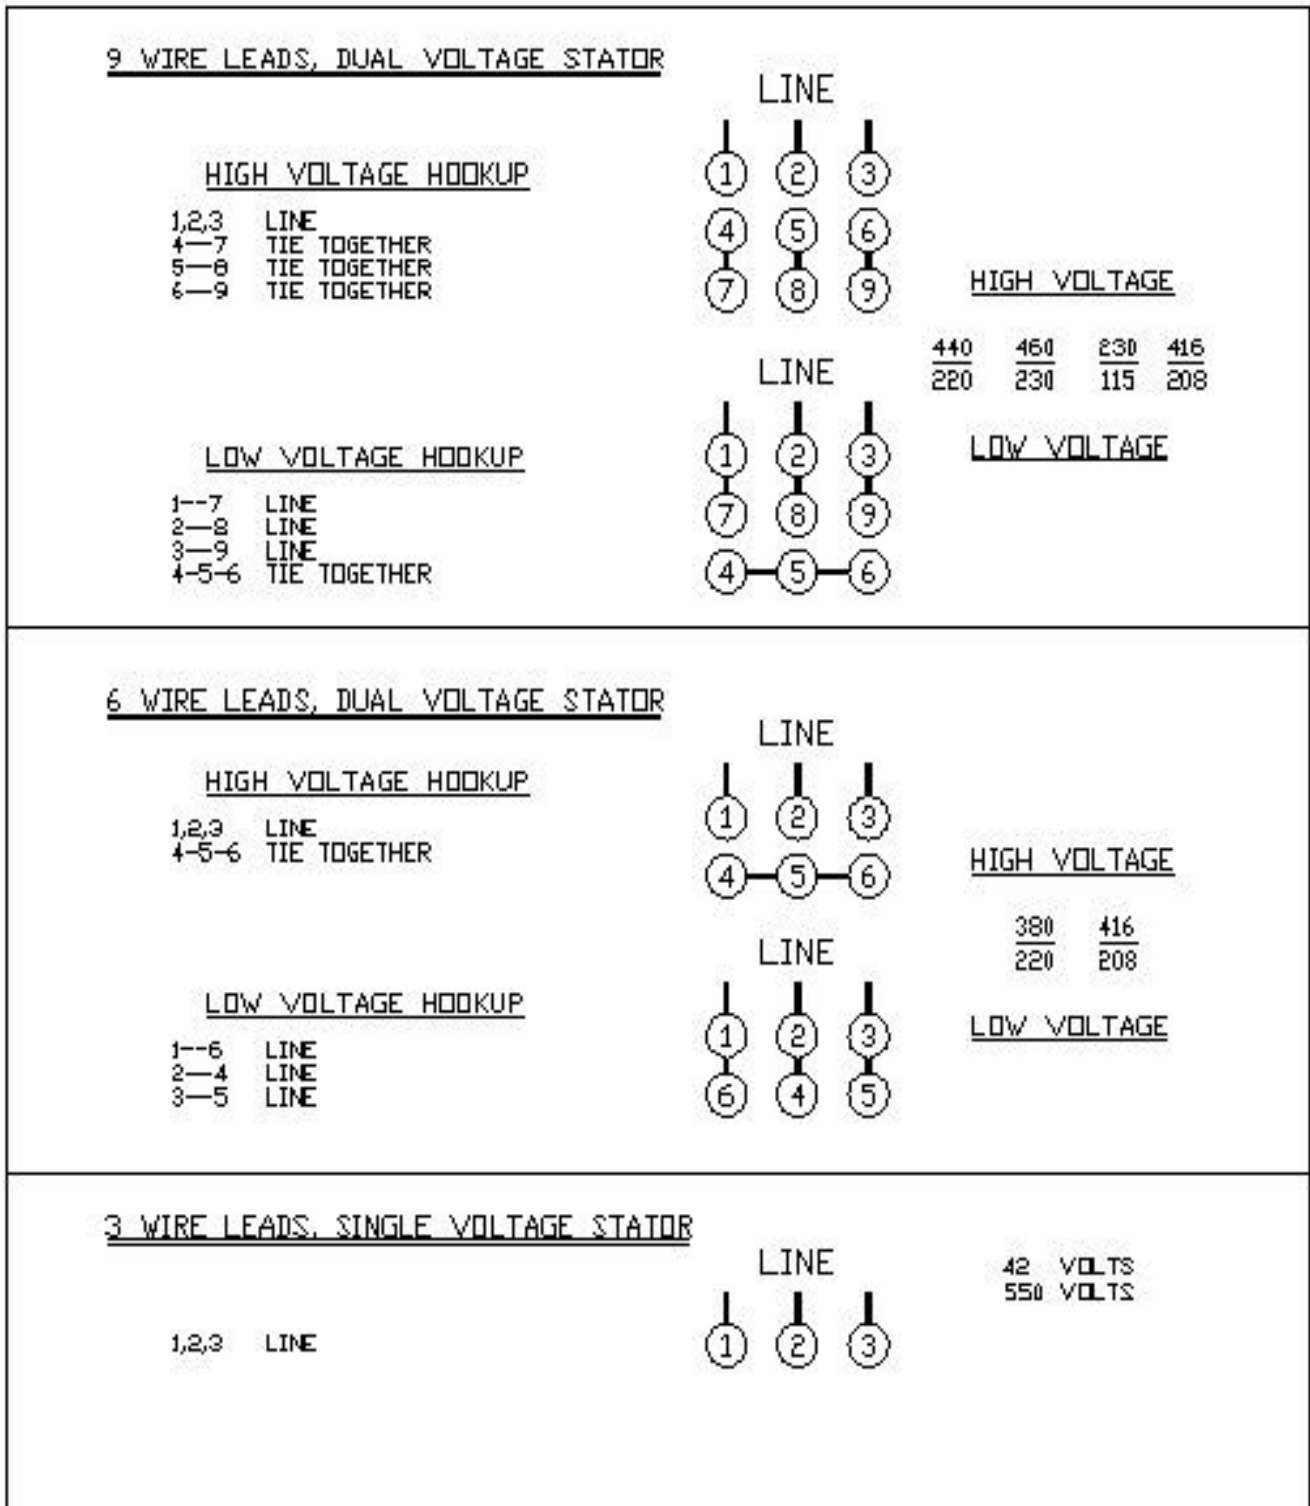 9 WIRE LEADS, DUAL VOLTAGE STATOR
LINE
HIGH VOLTAGE HOOKUP
1 2 3
1,2,3 LINE
4--7 TIE TOGETHER
5--8 TIE TOGETHER
6--9 TIE TOGETHER
4 5 6
7 8 9
HIGH VOLTAGE
440 460 230 416
220 230 115 208
LOW VOLTAGE
LINE
LOW VOLTAGE HOOKUP
1 2 3
1--7 LINE
2--8 LINE
3--9 LINE
4-5-6 TIE TOGETHER
7 8 9
4 5 6
6 WIRE LEADS, DUAL VOLTAGE STATOR
LINE
HIGH VOLTAGE HOOKUP
1,2,3 LINE
4-5-6 TIE TOGETHER
1 2 3
4 5 6
HIGH VOLTAGE
380 416
220 208
LOW VOLTAGE
LINE
LOW VOLTAGE HOOKUP
1--6 LINE
2--4 LINE
3--5 LINE
1 2 3
6 4 5
3 WIRE LEADS, SINGLE VOLTAGE STATOR
LINE
42 VOLTS
550 VOLTS
1,2,3 LINE
1 2 3